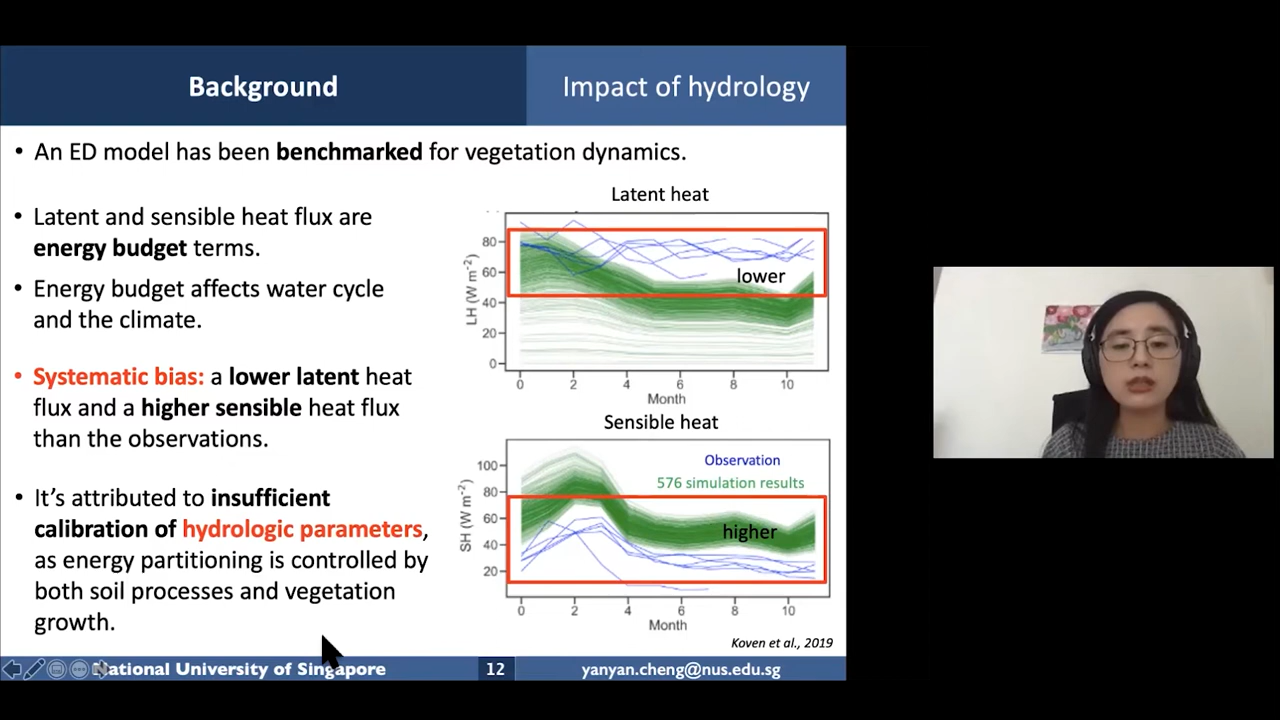 Background
Impact of hydrology
• An ED model has been benchmarked for vegetation dynamics.
• Latent and sensible heat flux are
energy budget terms.
• Energy budget affects water cycle
and the climate.
• Systematic bias: a lower latent heat
flux and a higher sensible heat flux
than the observations.
• It’s attributed to insufficient
calibration of hydrologic parameters,
as energy partitioning is controlled by
both soil processes and vegetation
growth.
Latent heat
80
60
40
20
0
LH (W m⁻²)
lower
0 2 4 6 8 10
Month
Sensible heat
100
80
60
40
20
SH (W m⁻²)
Observation
576 simulation results
higher
0 2 4 6 8 10
Month
Koven et al., 2019
National University of Singapore
12
yanyan.cheng@nus.edu.sg